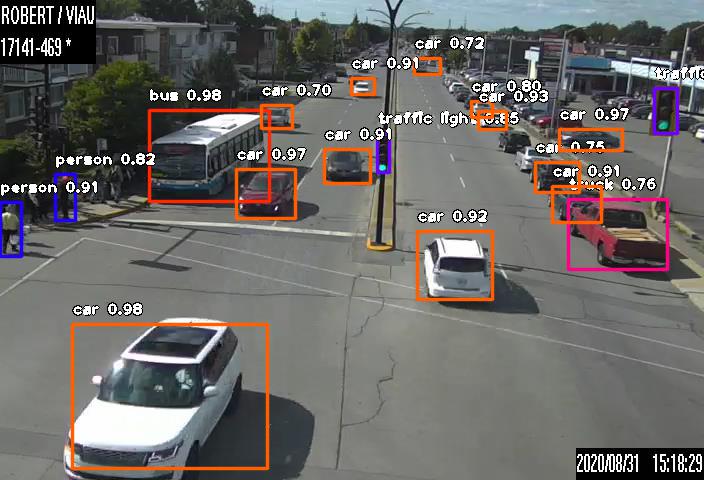 ROBERT / VIAU
17141-469 *
car 0.72
car 0.91
traffic
car 0.80
bus 0.98
car 0.70
car 0.93
car 0.97
traffic light 0.85
car 0.91
car 0.75
person 0.82
car 0.97
car 0.91
truck 0.76
person 0.91
car 0.92
car 0.98
2020/08/31 15:18:29